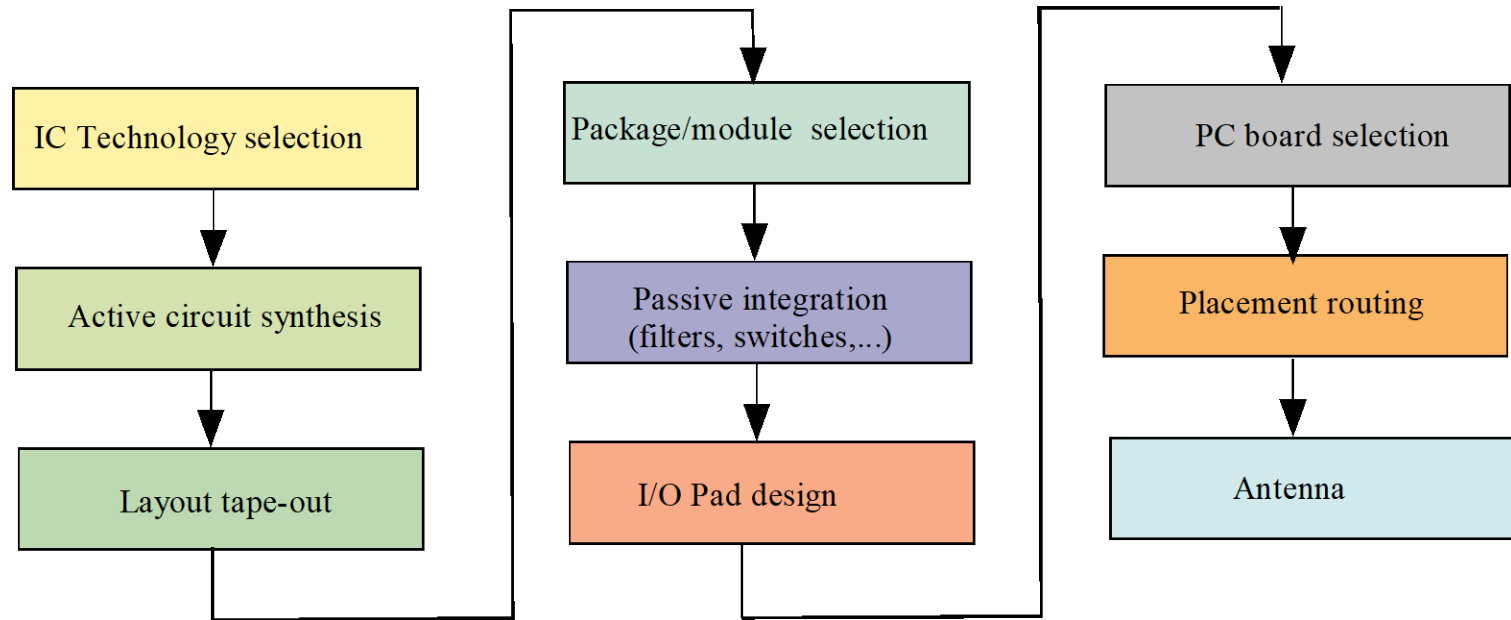 IC Technology selection
Active circuit synthesis
Layout tape-out
Package/module selection
Passive integration
(filters, switches,...)
I/O Pad design
PC board selection
Placement routing
Antenna